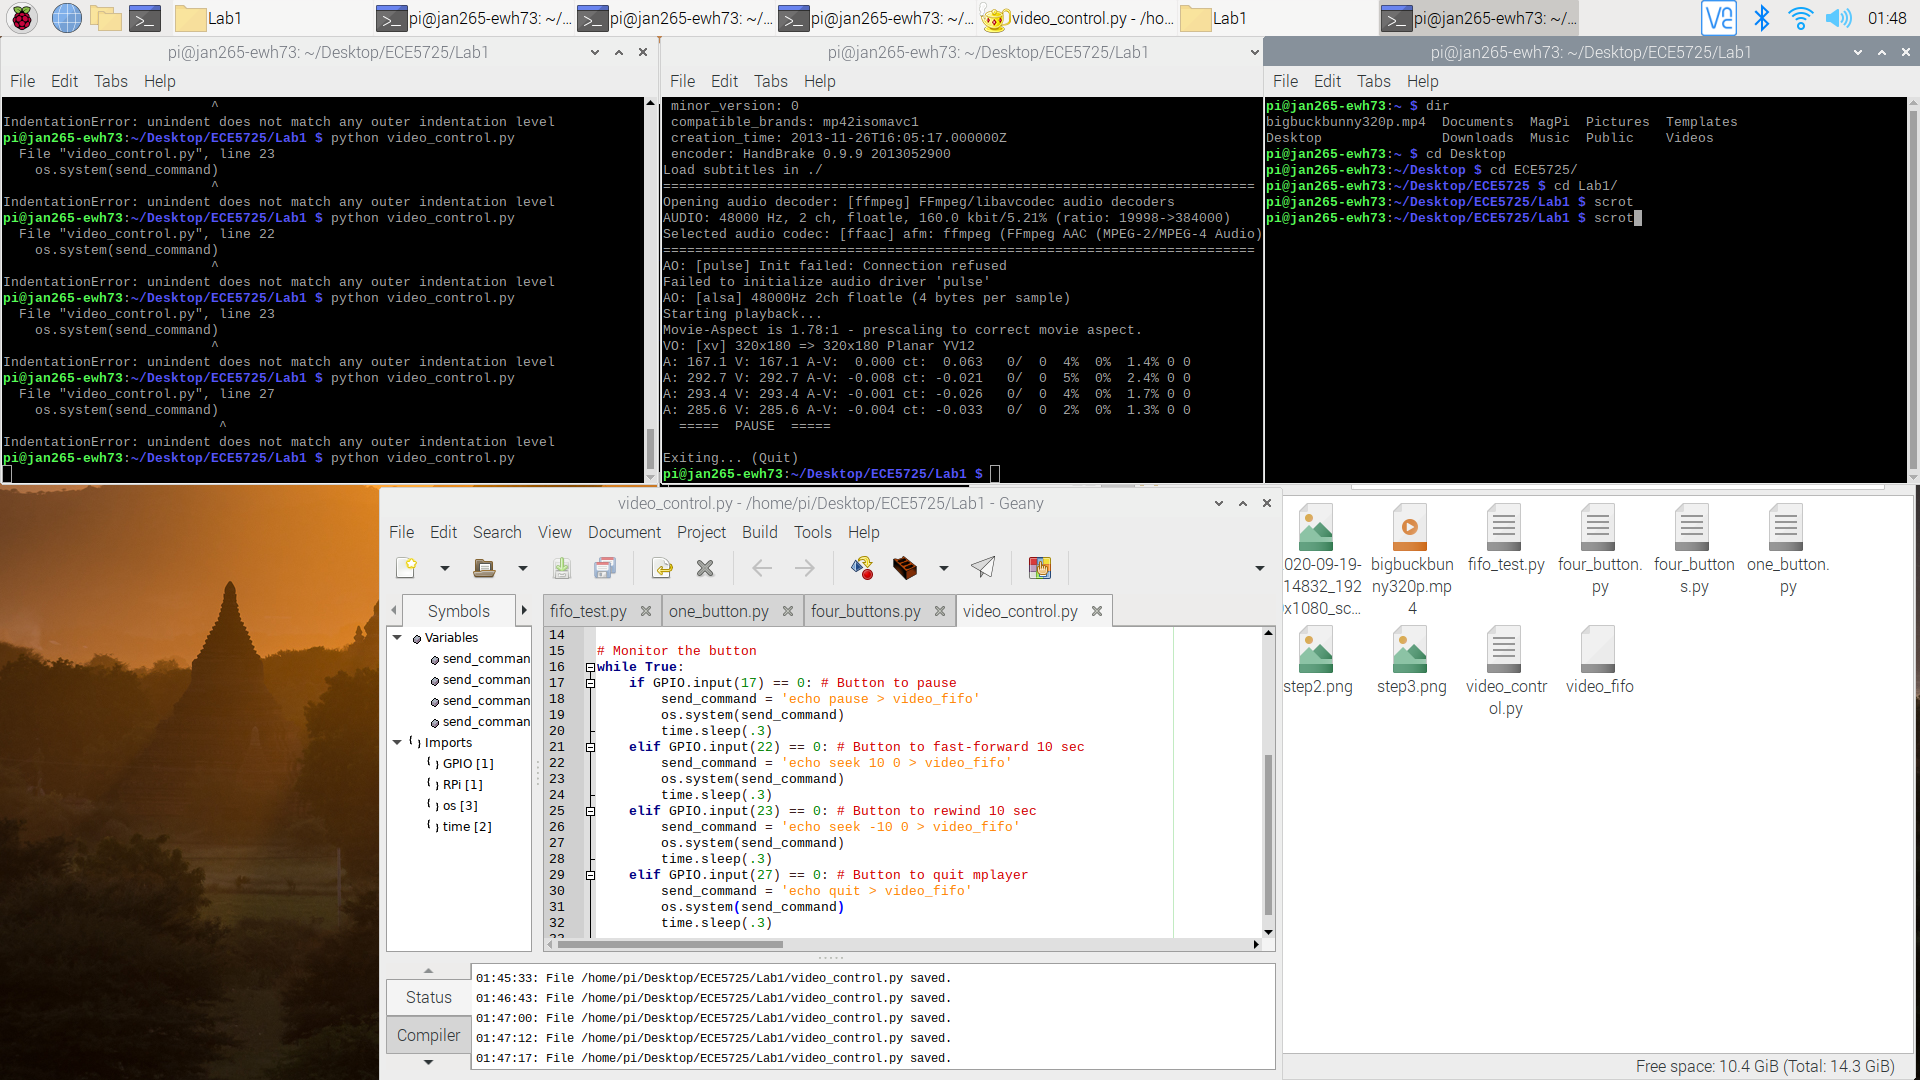 Lab1
pi@jan265-ewh73: ~/...
pi@jan265-ewh73: ~/...
pi@jan265-ewh73: ~/...
video_control.py - /ho...
Lab1
pi@jan265-ewh73: ~/...
01:48
pi@jan265-ewh73: ~/Desktop/ECE5725/Lab1
File Edit Tabs Help
^
IndentationError: unindent does not match any outer indentation level
pi@jan265-ewh73:~/Desktop/ECE5725/Lab1 $ python video_control.py
File "video_control.py", line 23
os.system(send_command)
^
IndentationError: unindent does not match any outer indentation level
pi@jan265-ewh73:~/Desktop/ECE5725/Lab1 $ python video_control.py
File "video_control.py", line 22
os.system(send_command)
^
IndentationError: unindent does not match any outer indentation level
pi@jan265-ewh73:~/Desktop/ECE5725/Lab1 $ python video_control.py
File "video_control.py", line 23
os.system(send_command)
^
IndentationError: unindent does not match any outer indentation level
pi@jan265-ewh73:~/Desktop/ECE5725/Lab1 $ python video_control.py
File "video_control.py", line 27
os.system(send_command)
^
IndentationError: unindent does not match any outer indentation level
pi@jan265-ewh73:~/Desktop/ECE5725/Lab1 $ python video_control.py
pi@jan265-ewh73: ~/Desktop/ECE5725/Lab1
File Edit Tabs Help
minor_version: 0
compatible_brands: mp42isomavc1
creation_time: 2013-11-26T16:05:17.000000Z
encoder: HandBrake 0.9.9 2013052900
Load subtitles in ./
==========================================================================
Opening audio decoder: [ffmpeg] FFmpeg/libavcodec audio decoders
AUDIO: 48000 Hz, 2 ch, floatle, 160.0 kbit/5.21% (ratio: 19998->384000)
Selected audio codec: [ffaac] afm: ffmpeg (FFmpeg AAC (MPEG-2/MPEG-4 Audio)
==========================================================================
AO: [pulse] Init failed: Connection refused
Failed to initialize audio driver 'pulse'
AO: [alsa] 48000Hz 2ch floatle (4 bytes per sample)
Starting playback...
Movie-Aspect is 1.78:1 - prescaling to correct movie aspect.
VO: [xv] 320x180 => 320x180 Planar YV12
A: 167.1 V: 167.1 A-V: 0.000 ct: 0.063 0/ 0 4% 0% 1.4% 0 0
A: 292.7 V: 292.7 A-V: -0.008 ct: -0.021 0/ 0 5% 0% 2.4% 0 0
A: 293.4 V: 293.4 A-V: -0.001 ct: -0.026 0/ 0 4% 0% 1.7% 0 0
A: 285.6 V: 285.6 A-V: -0.004 ct: -0.033 0/ 0 2% 0% 1.3% 0 0
===== PAUSE =====
Exiting... (Quit)
pi@jan265-ewh73:~/Desktop/ECE5725/Lab1 $
pi@jan265-ewh73: ~/Desktop/ECE5725/Lab1
File Edit Tabs Help
pi@jan265-ewh73:~ $ dir
bigbuckbunny320p.mp4 Documents MagPi Pictures Templates
Desktop Downloads Music Public Videos
pi@jan265-ewh73:~ $ cd Desktop
pi@jan265-ewh73:~/Desktop $ cd ECE5725/
pi@jan265-ewh73:~/Desktop/ECE5725 $ cd Lab1/
pi@jan265-ewh73:~/Desktop/ECE5725/Lab1 $ scrot
pi@jan265-ewh73:~/Desktop/ECE5725/Lab1 $ scrot
video_control.py - /home/pi/Desktop/ECE5725/Lab1 - Geany
File Edit Search View Document Project Build Tools Help
Symbols
fifo_test.py
one_button.py
four_buttons.py
video_control.py
Variables
send_comman
send_comman
send_comman
send_comman
Imports
GPIO [1]
RPi [1]
os [3]
time [2]
14
15 # Monitor the button
16 while True:
17 if GPIO.input(17) == 0: # Button to pause
18 send_command = 'echo pause > video_fifo'
19 os.system(send_command)
20 time.sleep(.3)
21 elif GPIO.input(22) == 0: # Button to fast-forward 10 sec
22 send_command = 'echo seek 10 0 > video_fifo'
23 os.system(send_command)
24 time.sleep(.3)
25 elif GPIO.input(23) == 0: # Button to rewind 10 sec
26 send_command = 'echo seek -10 0 > video_fifo'
27 os.system(send_command)
28 time.sleep(.3)
29 elif GPIO.input(27) == 0: # Button to quit mplayer
30 send_command = 'echo quit > video_fifo'
31 os.system(send_command)
32 time.sleep(.3)
Status
Compiler
01:45:33: File /home/pi/Desktop/ECE5725/Lab1/video_control.py saved.
01:46:43: File /home/pi/Desktop/ECE5725/Lab1/video_control.py saved.
01:47:00: File /home/pi/Desktop/ECE5725/Lab1/video_control.py saved.
01:47:12: File /home/pi/Desktop/ECE5725/Lab1/video_control.py saved.
01:47:17: File /home/pi/Desktop/ECE5725/Lab1/video_control.py saved.
020-09-19-
14832_192
x1080_sc...
bigbuckbun
ny320p.mp
4
fifo_test.py
four_button.
py
four_button
s.py
one_button.
py
step2.png
step3.png
video_contr
ol.py
video_fifo
Free space: 10.4 GiB (Total: 14.3 GiB)